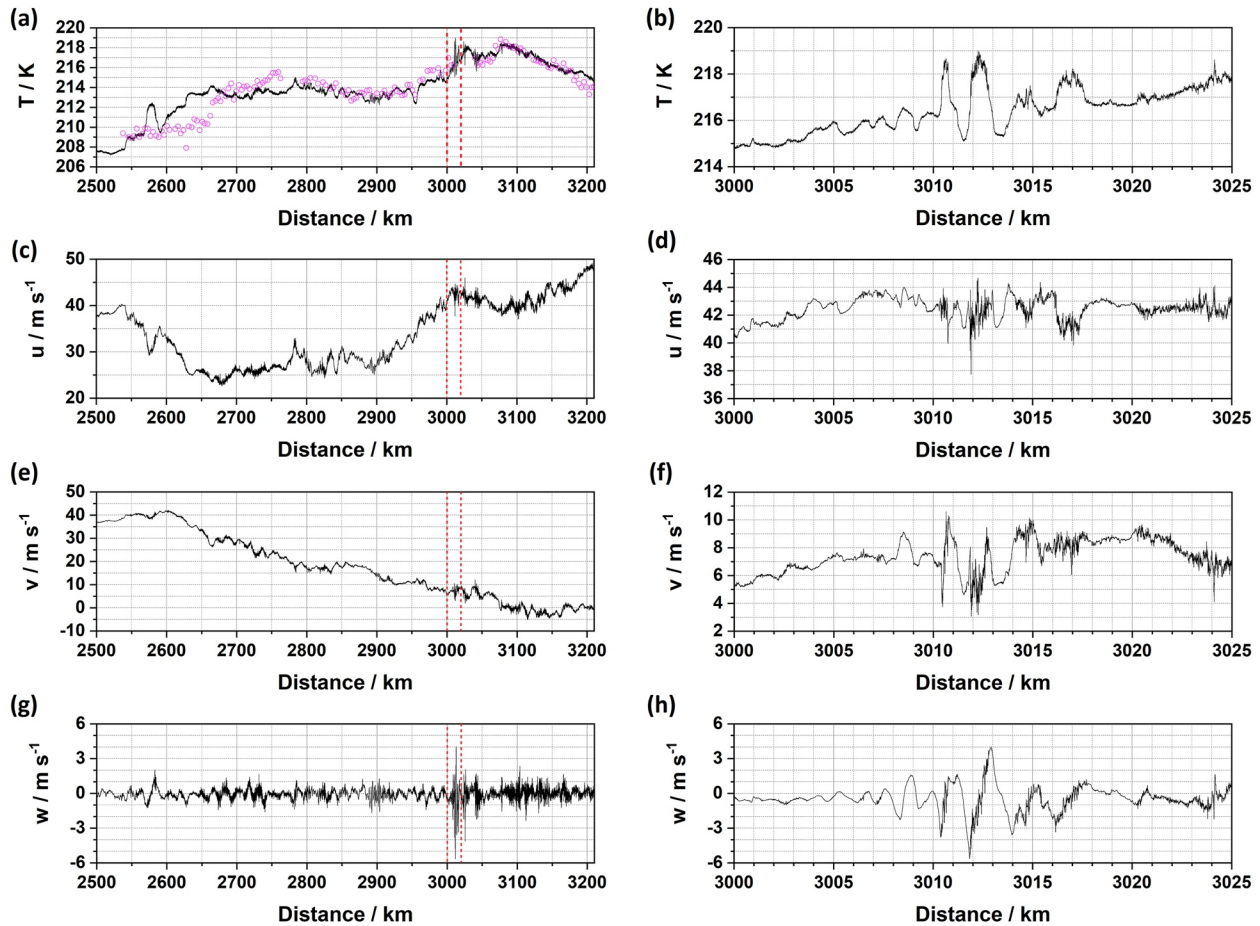 (a)
T / K
220
218
216
214
212
210
208
206
2500 2600 2700 2800 2900 3000 3100 3200
Distance / km
(b)
T / K
220
218
216
214
3000 3005 3010 3015 3020 3025
Distance / km
(c)
u / m s-1
50
40
30
20
2500 2600 2700 2800 2900 3000 3100 3200
Distance / km
(d)
u / m s-1
46
44
42
40
38
36
3000 3005 3010 3015 3020 3025
Distance / km
(e)
v / m s-1
50
40
30
20
10
0
-10
2500 2600 2700 2800 2900 3000 3100 3200
Distance / km
(f)
v / m s-1
12
10
8
6
4
2
3000 3005 3010 3015 3020 3025
Distance / km
(g)
w / m s-1
6
3
0
-3
-6
2500 2600 2700 2800 2900 3000 3100 3200
Distance / km
(h)
w / m s-1
6
3
0
-3
-6
3000 3005 3010 3015 3020 3025
Distance / km